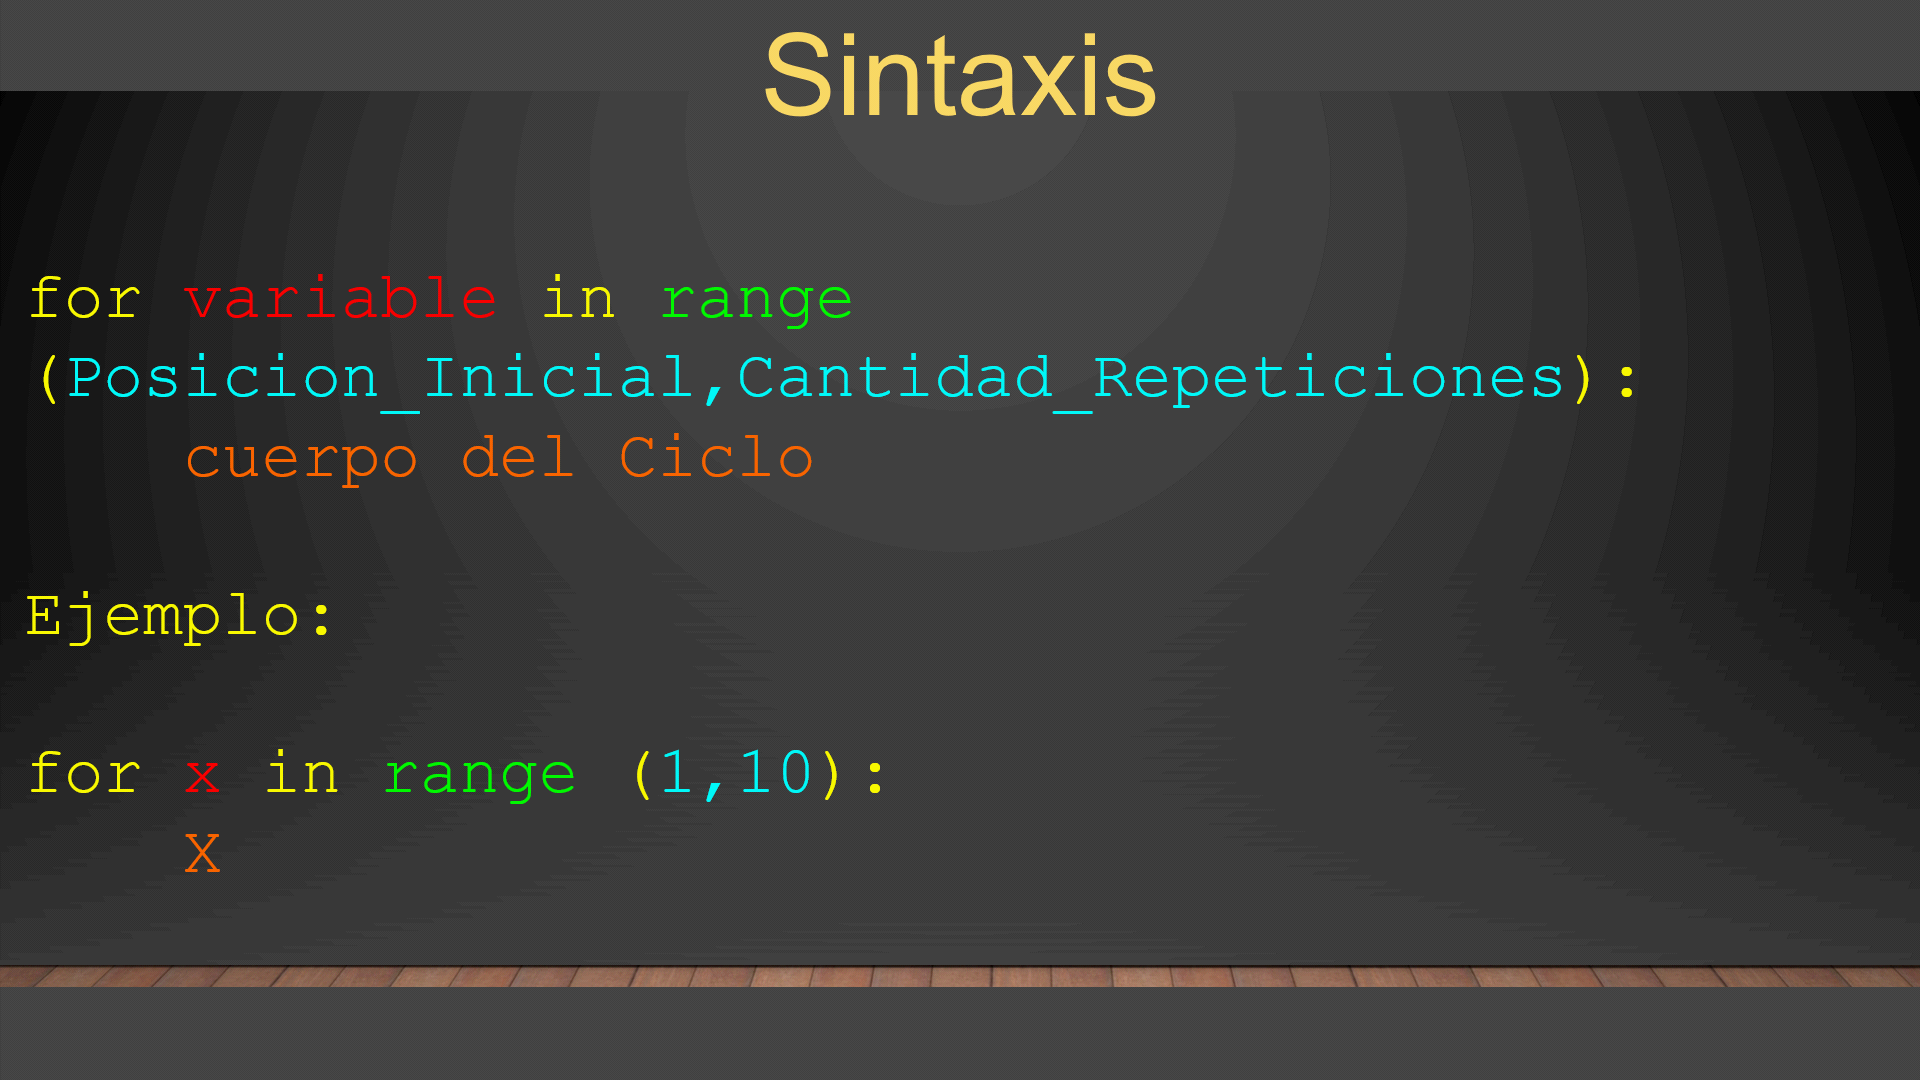 Sintaxis
for variable in range
(Posicion_Inicial,Cantidad_Repeticiones):
cuerpo del Ciclo
Ejemplo:
for x in range (1,10):
X